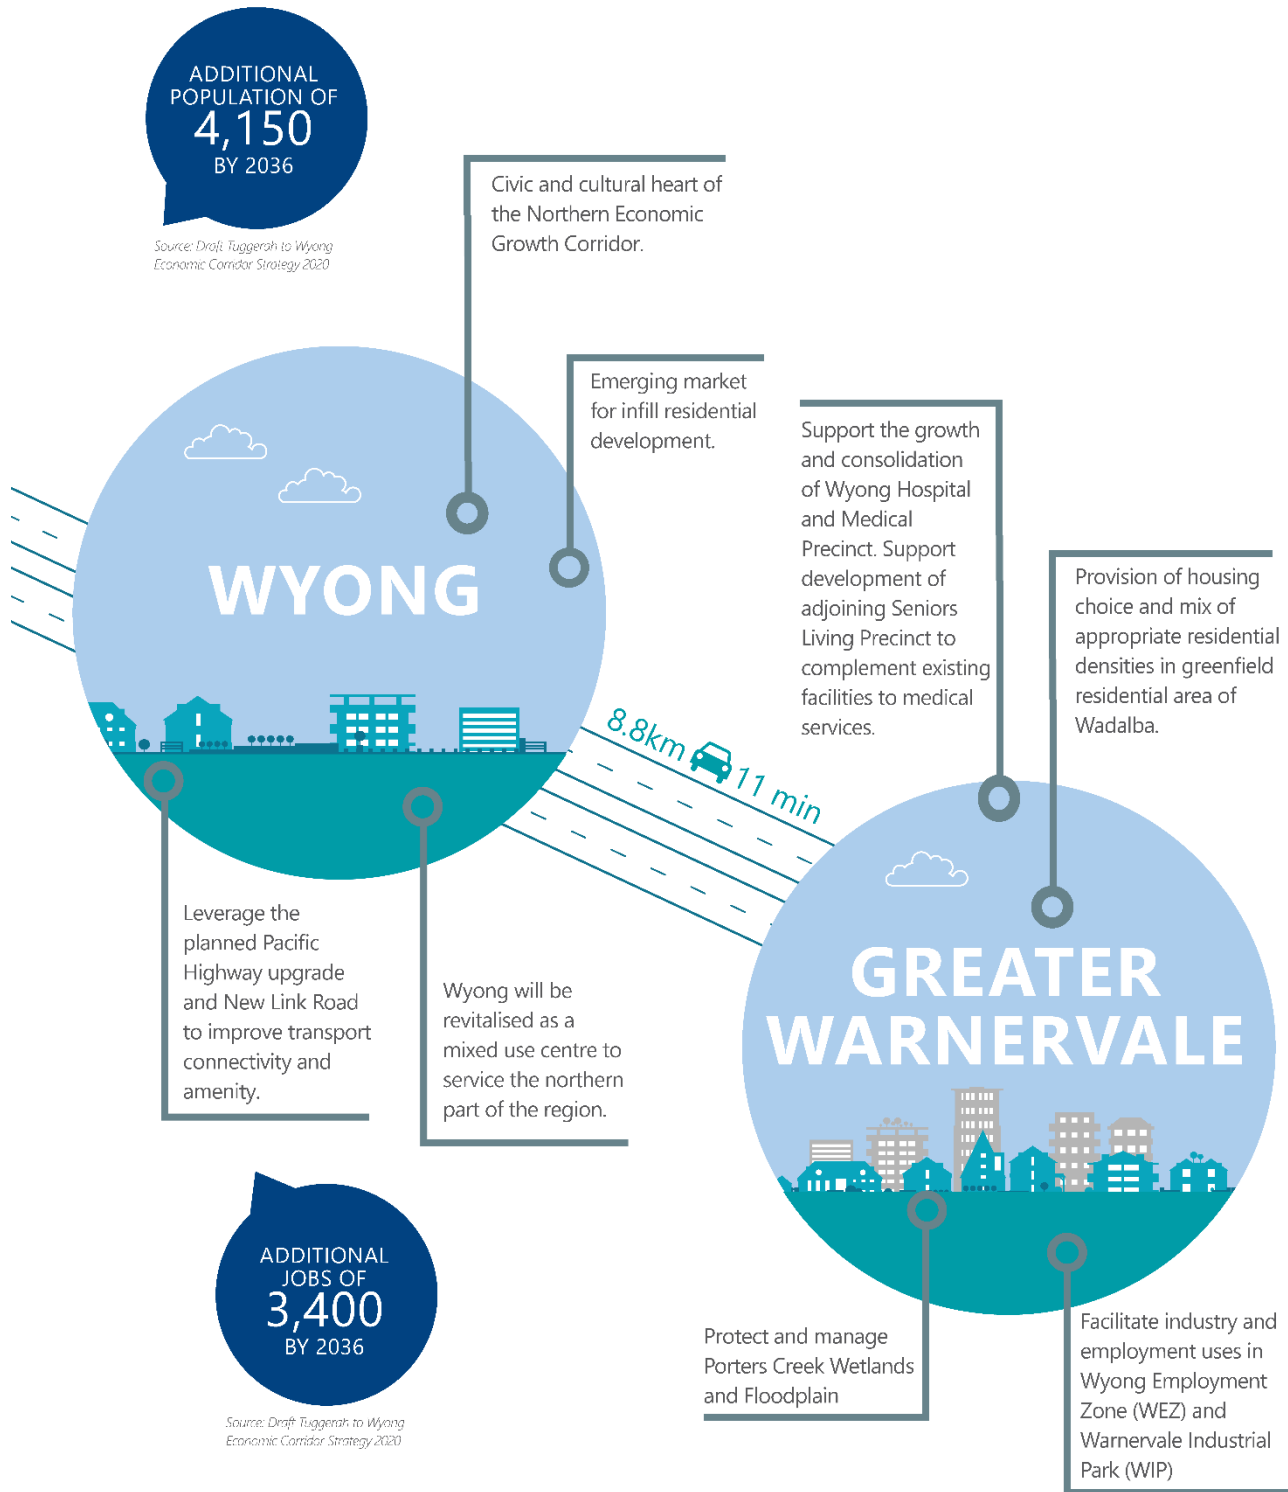 ADDITIONAL
POPULATION OF
4,150
BY 2036
Source: Draft Tuggerah to Wyong
Economic Corridor Strategy 2020
Civic and cultural heart of
the Northern Economic
Growth Corridor.
Emerging market
for infill residential
development.
WYONG
Leverage the
planned Pacific
Highway upgrade
and New Link Road
to improve transport
connectivity and
amenity.
Wyong will be
revitalised as a
mixed use centre to
service the northern
part of the region.
ADDITIONAL
JOBS OF
3,400
BY 2036
Source: Draft Tuggerah to Wyong
Economic Corridor Strategy 2020
8.8km 11 min
Support the growth
and consolidation
of Wyong Hospital
and Medical
Precinct. Support
development of
adjoining Seniors
Living Precinct to
complement existing
facilities to medical
services.
Provision of housing
choice and mix of
appropriate residential
densities in greenfield
residential area of
Wadalba.
GREATER
WARNERVALE
Protect and manage
Porters Creek Wetlands
and Floodplain
Facilitate industry and
employment uses in
Wyong Employment
Zone (WEZ) and
Warnervale Industrial
Park (WIP)